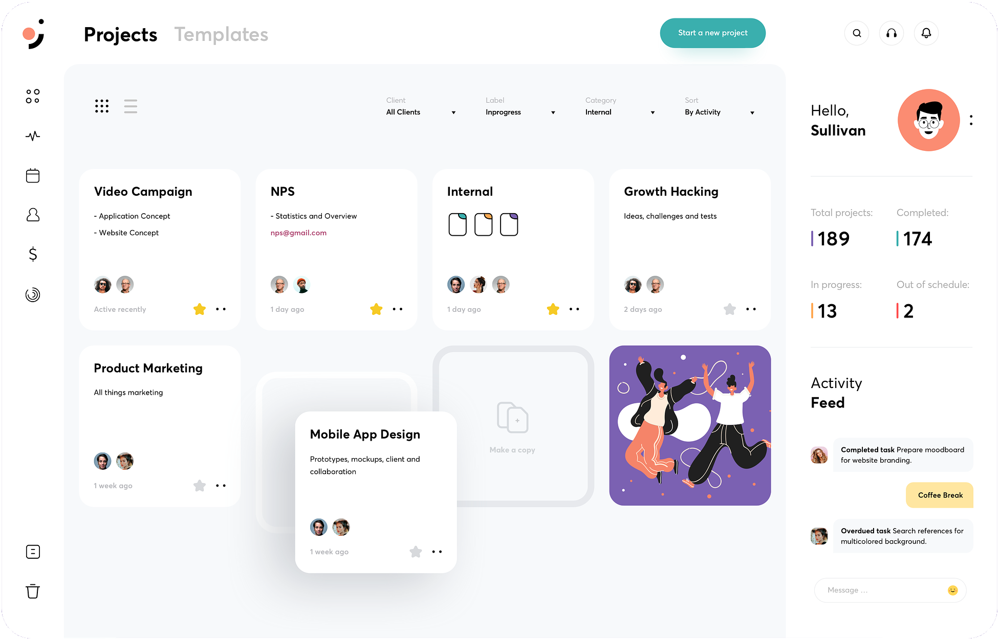 Projects
Templates
Start a new project
Client
All Clients
Label
Inprogress
Category
Internal
Sort
By Activity
Video Campaign
- Application Concept
- Website Concept
Active recently
NPS
- Statistics and Overview
nps@gmail.com
1 day ago
Internal
1 day ago
Growth Hacking
Ideas, challenges and tests
2 days ago
Product Marketing
All things marketing
1 week ago
Mobile App Design
Prototypes, mockups, client and
collaboration
1 week ago
Make a copy
Hello,
Sullivan
Total projects:
189
Completed:
174
In progress:
13
Out of schedule:
2
Activity
Feed
Completed task Prepare moodboard
for website branding.
Coffee Break
Overdued task Search references for
multicolored background.
Message ...